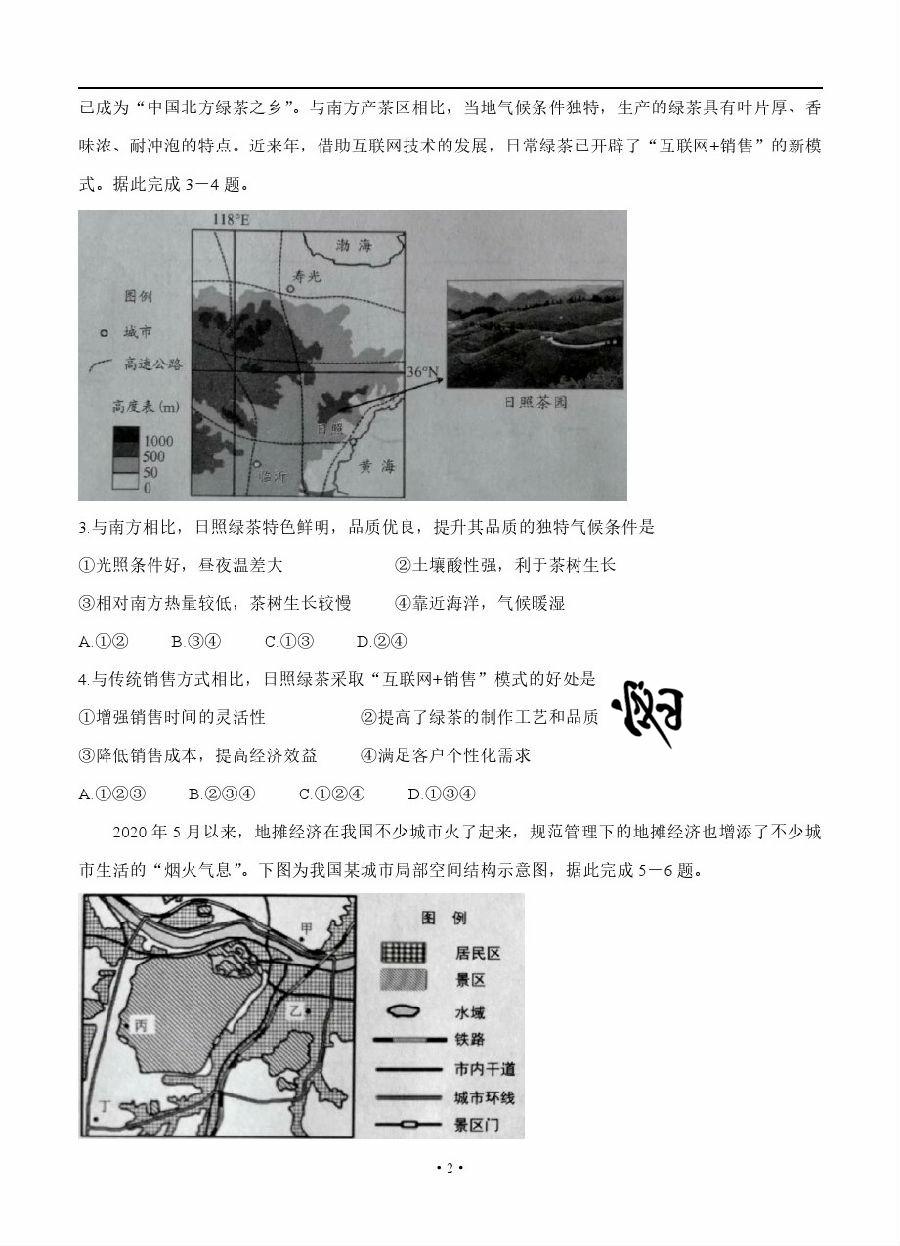 已成为“中国北方绿茶之乡”。与南方产茶区相比，当地气候条件独特，生产的绿茶具有叶片厚、香
味浓、耐冲泡的特点．近来年，借助互联网技术的发展，日常绿茶已开辟了“互联网+销售”的新模
式。据此完成 3－4 题。
118°E
渤 海
寿光
图例
城市
高速公路
36°N
高度表(m)
日照茶园
1000
500
50
0
日照
临沂
黄 海
3.与南方相比，日照绿茶特色鲜明，品质优良，提升其品质的独特气候条件是
①光照条件好，昼夜温差大 ②土壤酸性强，利于茶树生长
③相对南方热量较低，茶树生长较慢 ④靠近海洋，气候暖湿
A.①② B.③④ C.①③ D.②④
4.与传统销售方式相比，日照绿茶采取“互联网+销售”模式的好处是
①增强销售时间的灵活性 ②提高了绿茶的制作工艺和品质
③降低销售成本，提高经济效益 ④满足客户个性化需求
A.①②③ B.②③④ C.①②④ D.①③④
2020 年 5 月以来，地摊经济在我国不少城市火了起来，规范管理下的地摊经济也增添了不少城
市生活的“烟火气息”。下图为我国某城市局部空间结构示意图，据此完成 5－6 题。
甲
乙
丙
丁
图 例
居民区
景区
水域
铁路
市内干道
城市环线
景区门
·2·